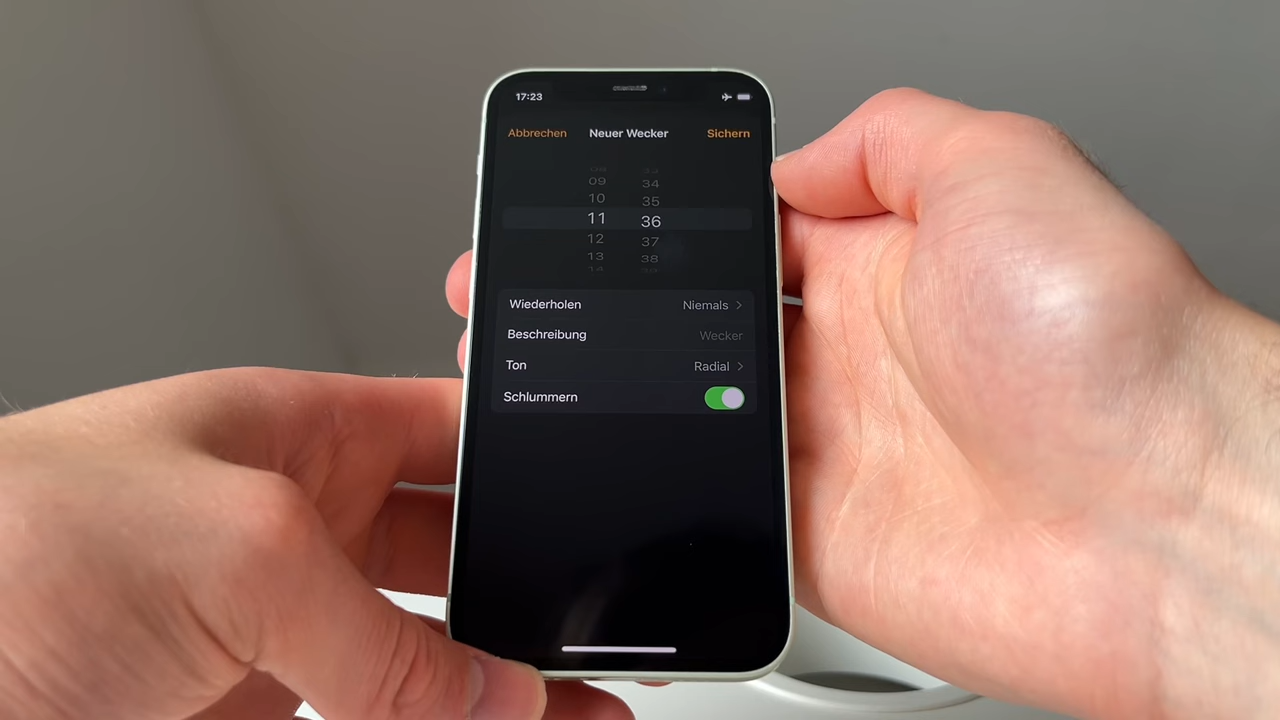 17:23
Abbrechen Neuer Wecker Sichern
09 34
10 35
11 36
12 37
13 38
14
Wiederholen Niemals
Beschreibung Wecker
Ton Radial
Schlummern